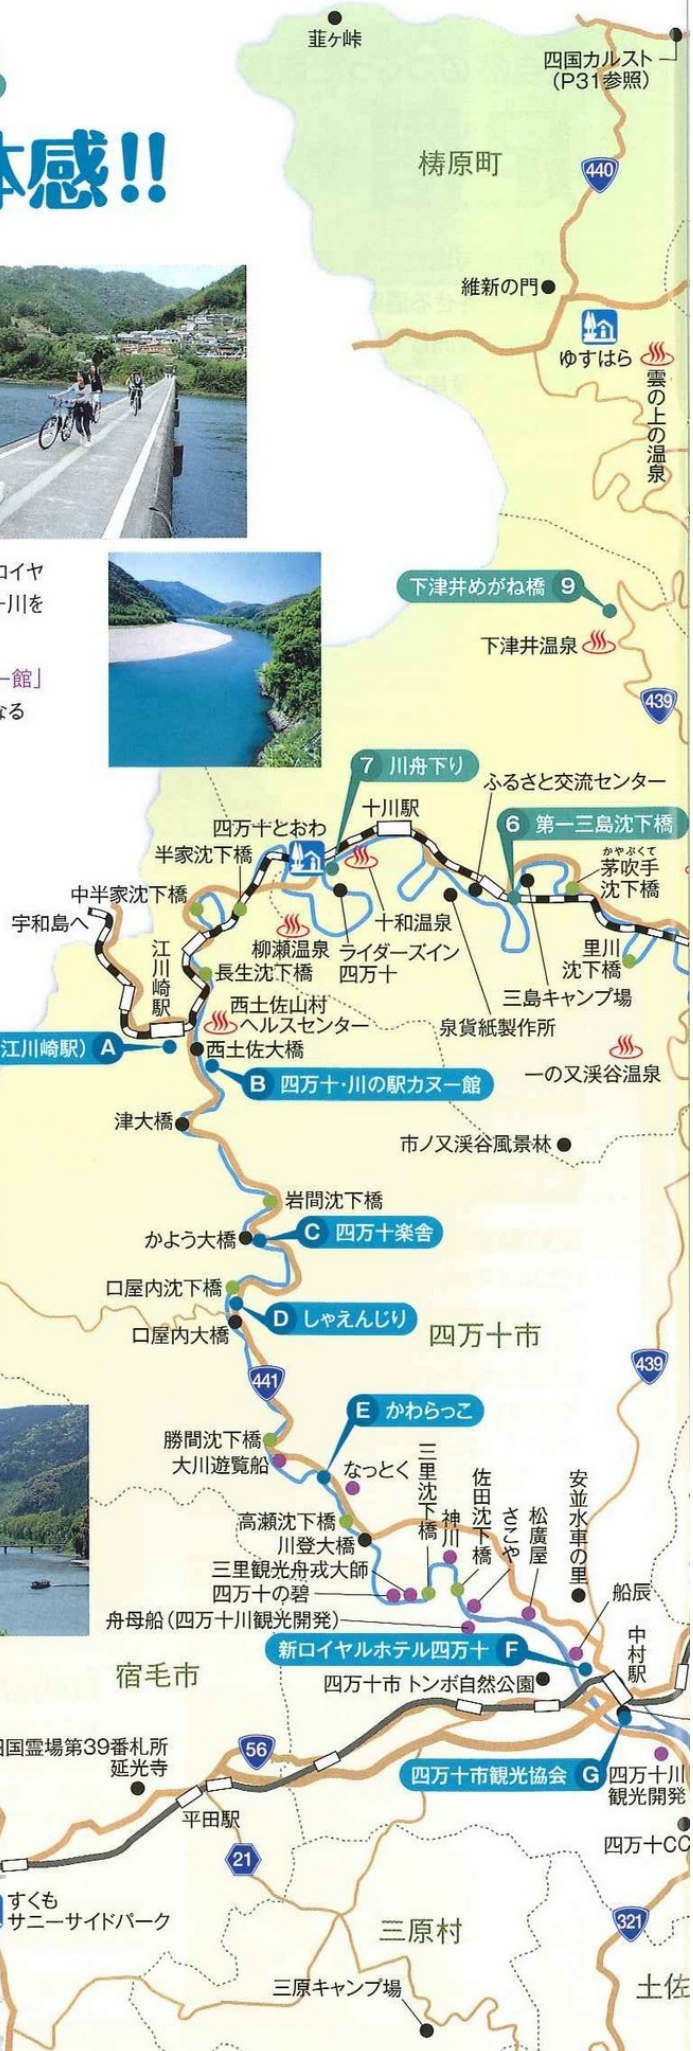 韮ヶ峠
四国カルスト
(P31参照)
体感!!
梼原町
440
維新の門
ゆすはら
雲の上の温泉
ロイヤ
川を
ー館」
なる
下津井めがね橋 9
下津井温泉
439
7 川舟下り
ふるさと交流センター
十川駅
四万十とおわ
6 第一三島沈下橋
半家沈下橋
かやぶくて
茅吹手
沈下橋
中半家沈下橋
宇和島へ
十和温泉
江川崎駅
柳瀬温泉
ライダーズイン
四万十
里川
沈下橋
長生沈下橋
三島キャンプ場
西土佐山村
ヘルスセンター
泉貨紙製作所
江川崎駅) A
西土佐大橋
一の又渓谷温泉
B 四万十・川の駅カヌー館
津大橋
市ノ又渓谷風景林
岩間沈下橋
かよう大橋
C 四万十楽舎
口屋内沈下橋
D しゃえんじり
口屋内大橋
四万十市
439
441
E かわらっこ
勝間沈下橋
大川遊覧船
なっとく
三里沈下橋
佐田沈下橋
安並水車の里
神川
さこや
松廣屋
高瀬沈下橋
川登大橋
三里観光舟戎大師
四万十の碧
船辰
舟母船(四万十川観光開発)
中村駅
新ロイヤルホテル四万十 F
宿毛市
四万十市 トンボ自然公園
国霊場第39番札所
延光寺
56
四万十市観光協会 G
四万十川
観光開発
平田駅
四万十CC
21
すくも
サニーサイドパーク
321
三原村
土佐
三原キャンプ場